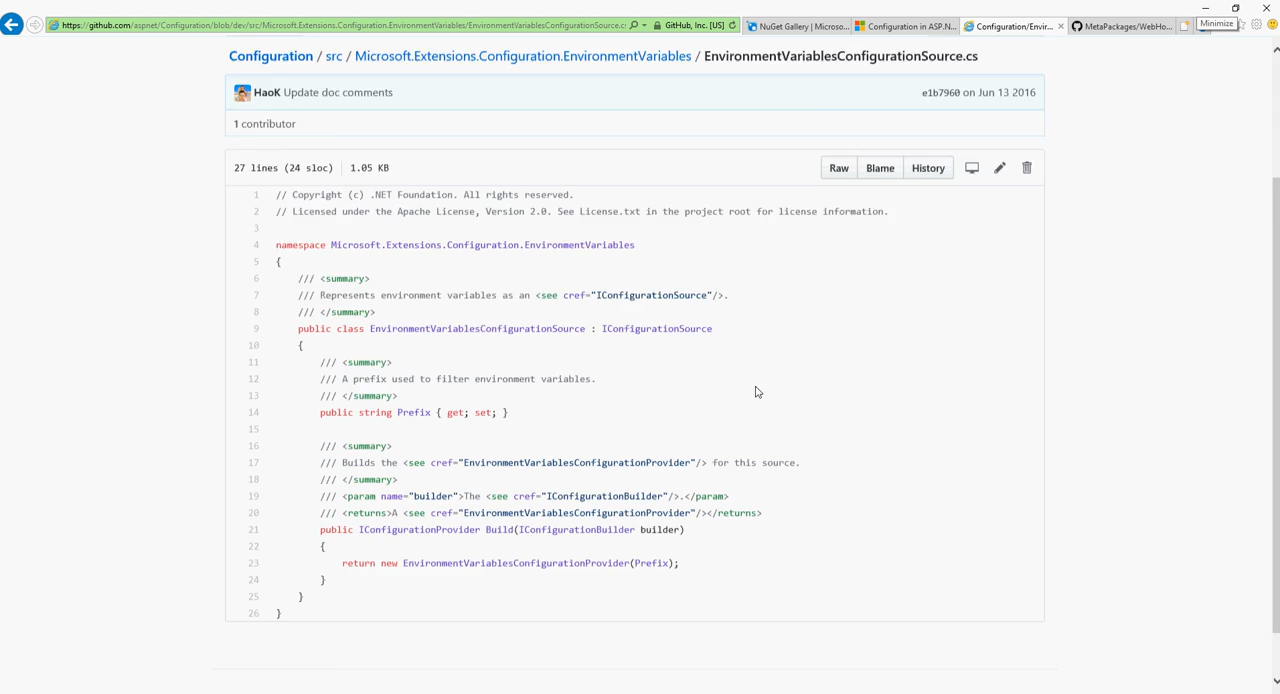 https://github.com/aspnet/Configuration/blob/dev/src/Microsoft.Extensions.Configuration.EnvironmentVariables/EnvironmentVariablesConfigurationSource.c
GitHub, Inc. [US]
NuGet Gallery | Microso...
Configuration in ASP.N...
Configuration/Envir...
MetaPackages/WebHo...
Minimize
Configuration / src / Microsoft.Extensions.Configuration.EnvironmentVariables / EnvironmentVariablesConfigurationSource.cs
HaoK Update doc comments
e1b7960 on Jun 13 2016
1 contributor
27 lines (24 sloc) 1.05 KB
Raw Blame History
1 // Copyright (c) .NET Foundation. All rights reserved.
2 // Licensed under the Apache License, Version 2.0. See License.txt in the project root for license information.
3
4 namespace Microsoft.Extensions.Configuration.EnvironmentVariables
5 {
6 /// <summary>
7 /// Represents environment variables as an <see cref="IConfigurationSource"/>.
8 /// </summary>
9 public class EnvironmentVariablesConfigurationSource : IConfigurationSource
10 {
11 /// <summary>
12 /// A prefix used to filter environment variables.
13 /// </summary>
14 public string Prefix { get; set; }
15
16 /// <summary>
17 /// Builds the <see cref="EnvironmentVariablesConfigurationProvider"/> for this source.
18 /// </summary>
19 /// <param name="builder">The <see cref="IConfigurationBuilder"/>.</param>
20 /// <returns>A <see cref="EnvironmentVariablesConfigurationProvider"/></returns>
21 public IConfigurationProvider Build(IConfigurationBuilder builder)
22 {
23 return new EnvironmentVariablesConfigurationProvider(Prefix);
24 }
25 }
26 }